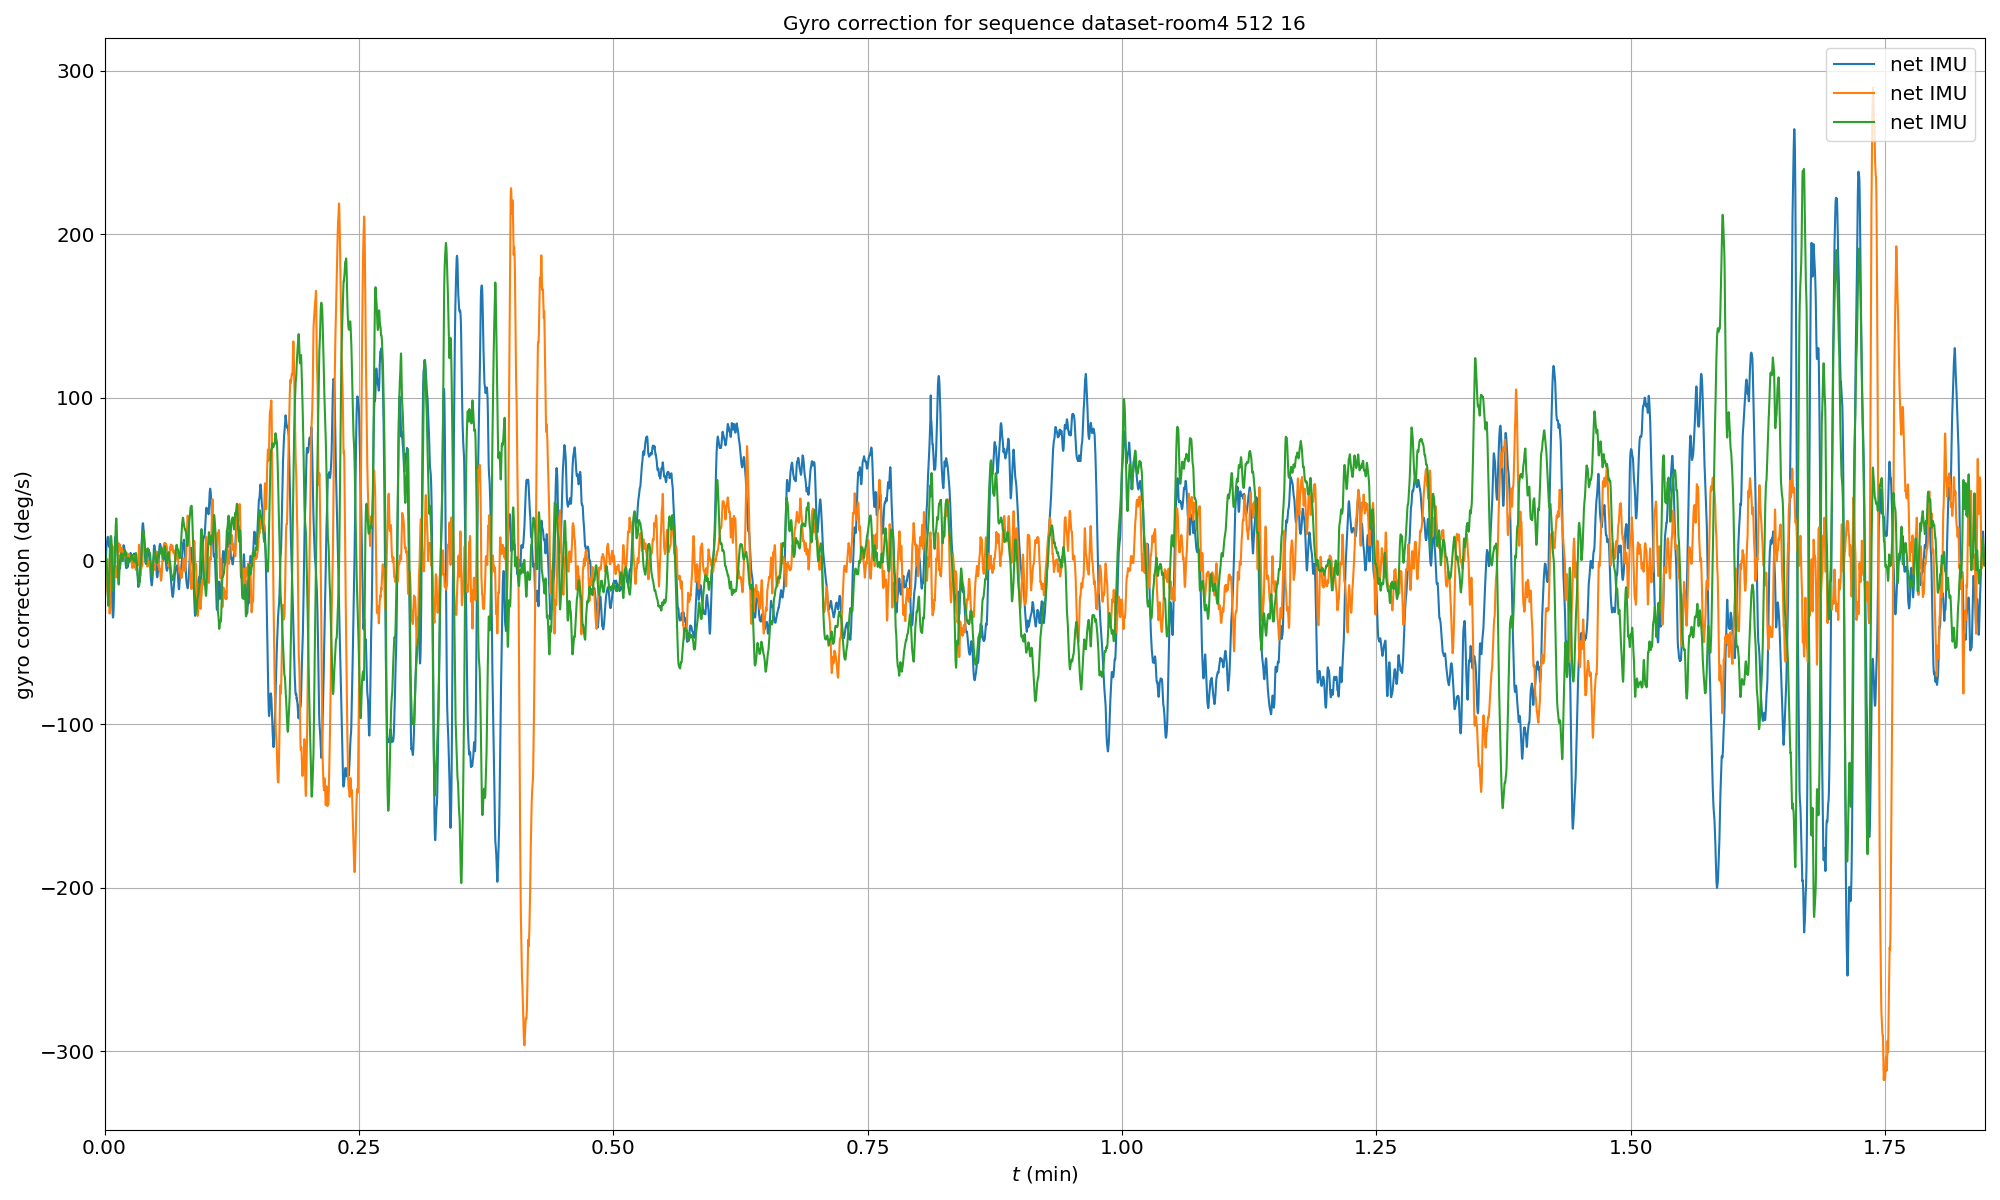 Gyro correction for sequence dataset-room4 512 16
net IMU
net IMU
net IMU
gyro correction (deg/s)
300
200
100
0
−100
−200
−300
0.00 0.25 0.50 0.75 1.00 1.25 1.50 1.75
t (min)